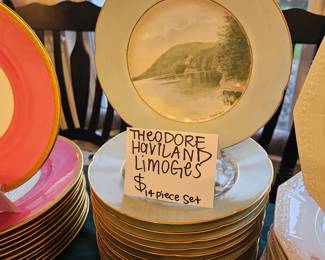 THEODORE
HAVILAND
LIMOGES
$
14 piece set